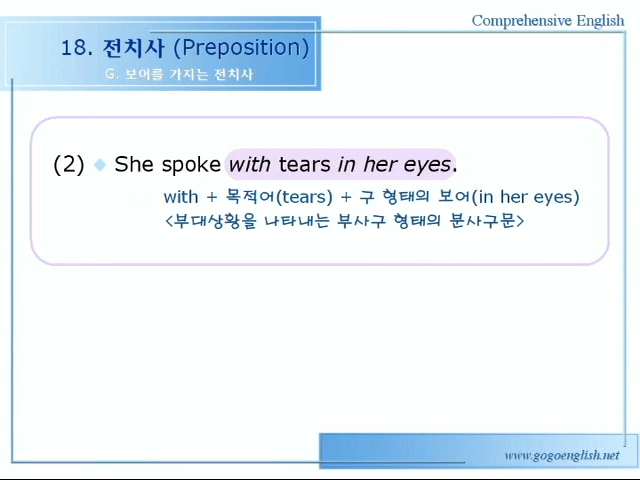 Comprehensive English
18. 전치사 (Preposition)
G. 보어를 가지는 전치사
(2) ◆ She spoke with tears in her eyes.
with + 목적어(tears) + 구 형태의 보어(in her eyes)
<부대상황을 나타내는 부사구 형태의 분사구문>
www.gogoenglish.net